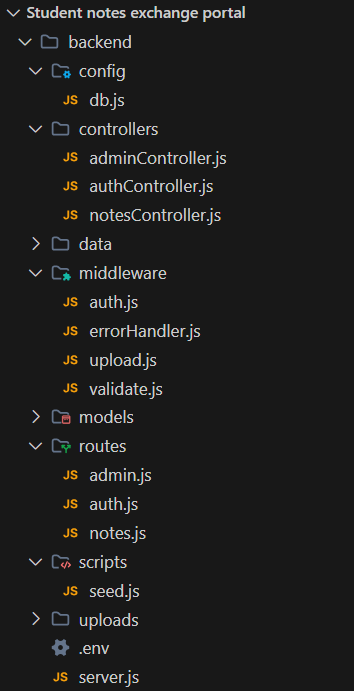 Student notes exchange portal
backend
config
JS db.js
controllers
JS adminController.js
JS authController.js
JS notesController.js
data
middleware
JS auth.js
JS errorHandler.js
JS upload.js
JS validate.js
models
routes
JS admin.js
JS auth.js
JS notes.js
scripts
JS seed.js
uploads
.env
JS server.js